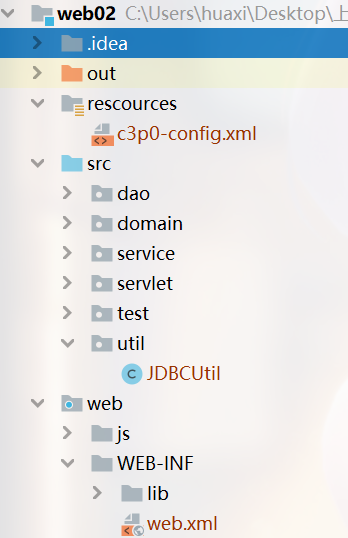 web02 C:\Users\huaxi\Desktop\上
.idea
out
rescources
c3p0-config.xml
src
dao
domain
service
servlet
test
util
JDBCUtil
web
js
WEB-INF
lib
web.xml